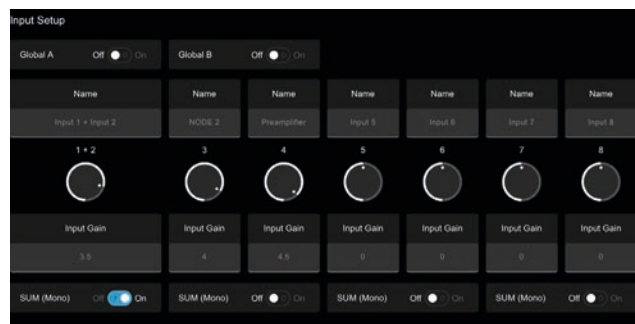 Input Setup
Global A Off On Global B Off On
Name Name Name Name Name Name Name
Input 1 + Input 2 NODE 2 Preamplifier Input 5 Input 6 Input 7 Input 8
1 + 2 3 4 5 6 7 8
Input Gain Input Gain Input Gain Input Gain Input Gain Input Gain Input Gain
3.5 4 4.5 0 0 0 0
SUM (Mono) Off On SUM (Mono) Off On SUM (Mono) Off On SUM (Mono) Off On